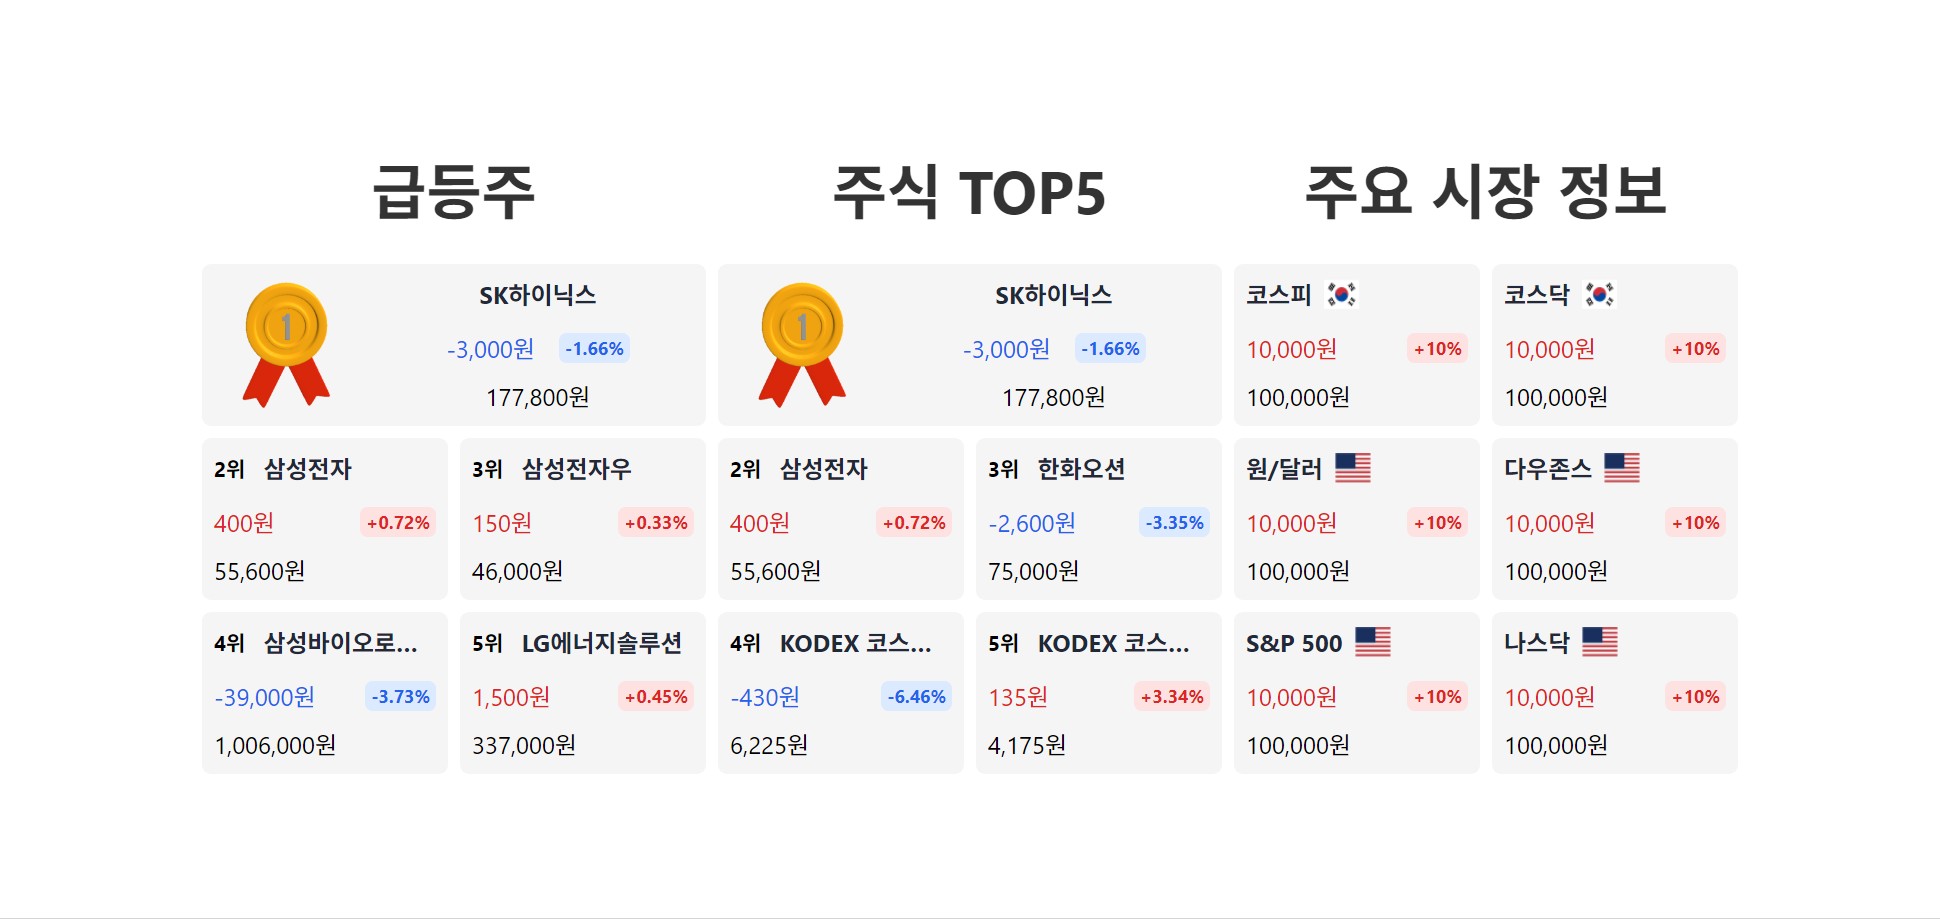 급등주
1
SK하이닉스
-3,000원 -1.66%
177,800원
2위 삼성전자
400원 +0.72%
55,600원
3위 삼성전자우
150원 +0.33%
46,000원
4위 삼성바이오로...
-39,000원 -3.73%
1,006,000원
5위 LG에너지솔루션
1,500원 +0.45%
337,000원
주식 TOP5
1
SK하이닉스
-3,000원 -1.66%
177,800원
2위 삼성전자
400원 +0.72%
55,600원
3위 한화오션
-2,600원 -3.35%
75,000원
4위 KODEX 코스...
-430원 -6.46%
6,225원
5위 KODEX 코스...
135원 +3.34%
4,175원
주요 시장 정보
코스피
10,000원 +10%
100,000원
코스닥
10,000원 +10%
100,000원
원/달러
10,000원 +10%
100,000원
다우존스
10,000원 +10%
100,000원
S&P 500
10,000원 +10%
100,000원
나스닥
10,000원 +10%
100,000원